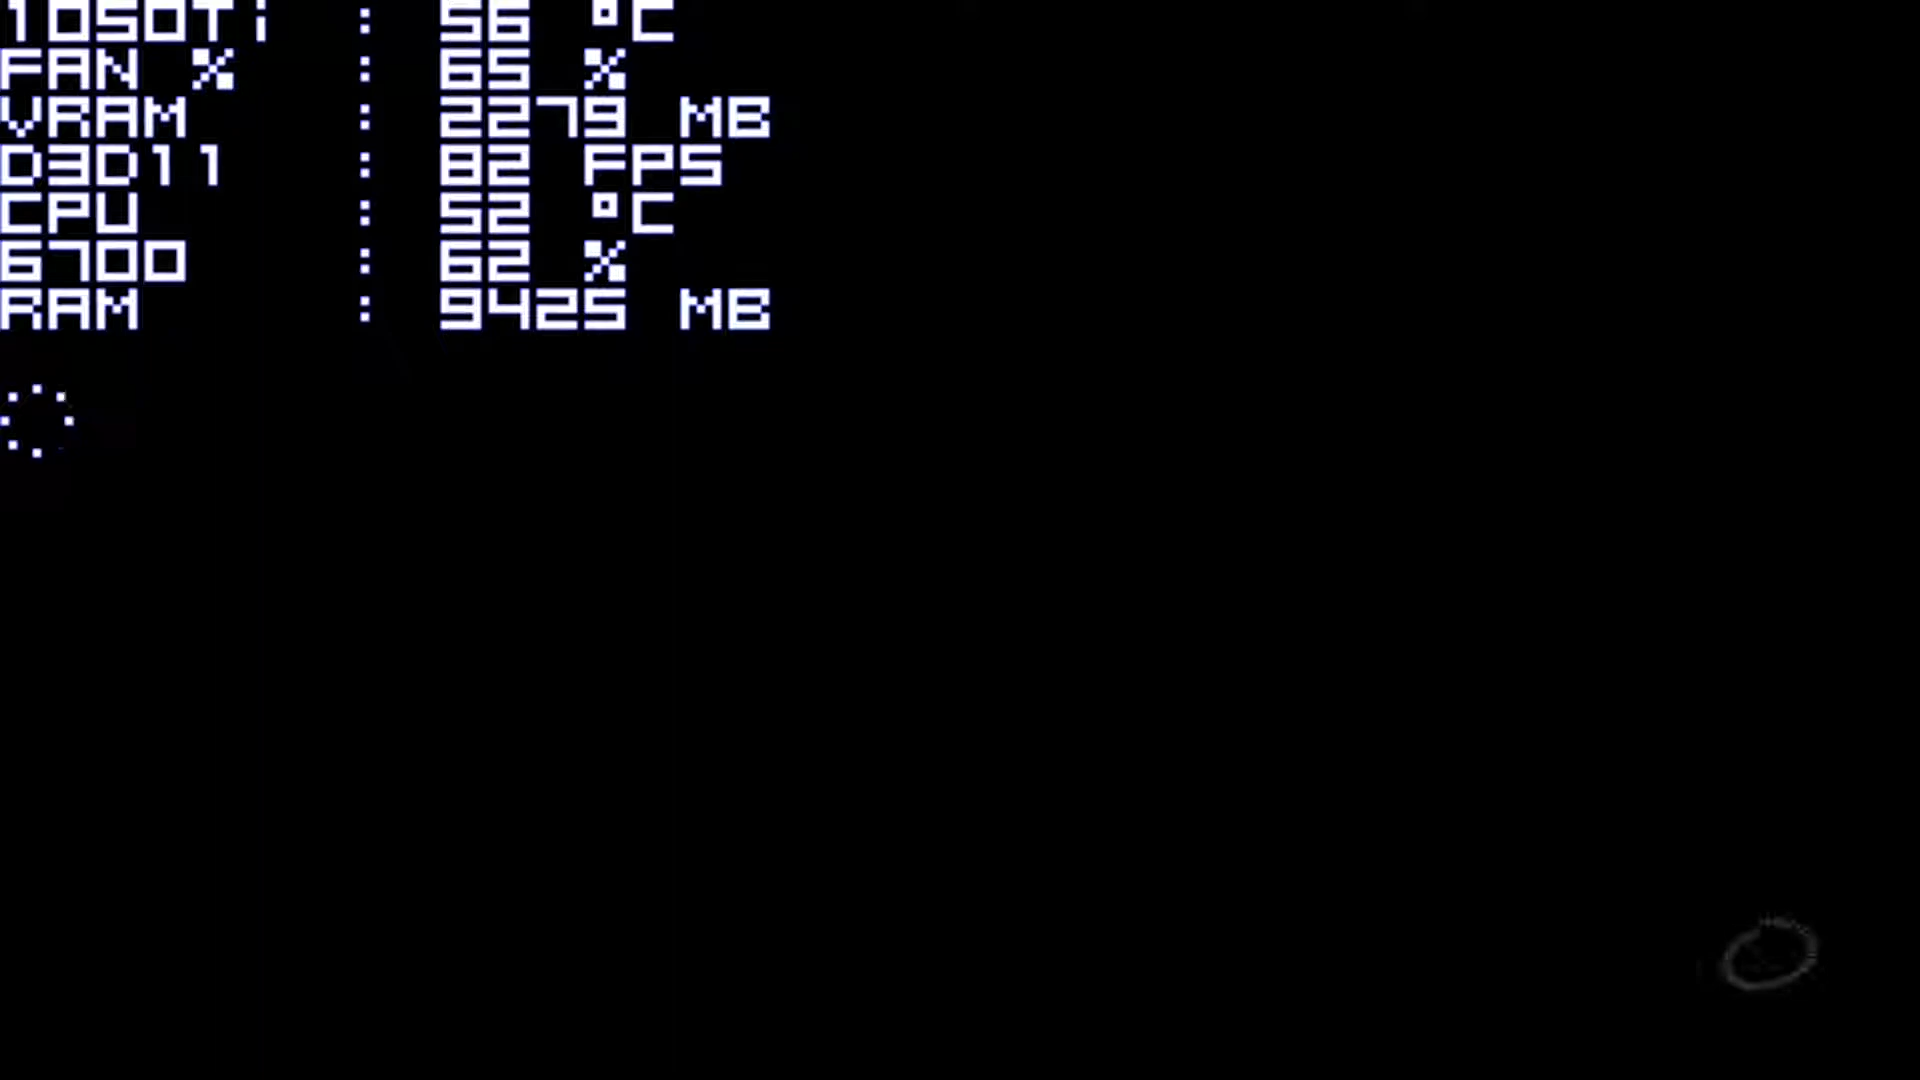 1050Ti : 56 °C
FAN % : 65 %
VRAM : 2279 MB
D3D11 : 82 FPS
CPU : 52 °C
6700 : 62 %
RAM : 9425 MB